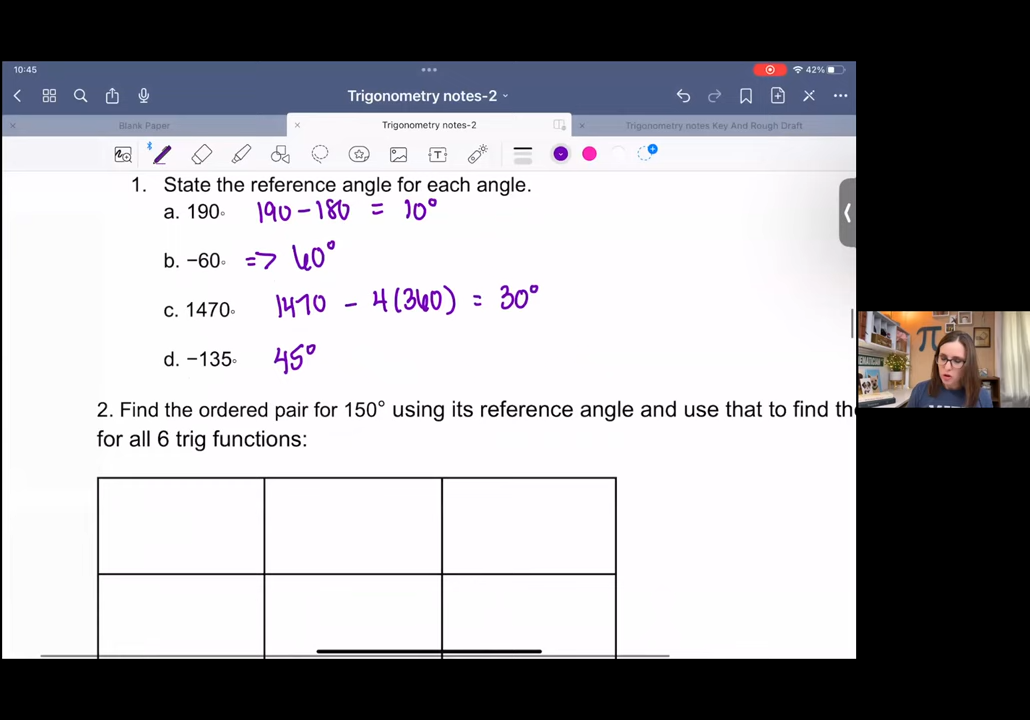 10:45
42%
Trigonometry notes-2
Blank Paper
Trigonometry notes-2
Trigonometry notes Key And Rough Draft
1. State the reference angle for each angle.
a. 190° 190 - 180 = 10°
b. −60° => 60°
c. 1470° 1470 - 4(360) = 30°
d. −135° 45°
2. Find the ordered pair for 150° using its reference angle and use that to find the
for all 6 trig functions: